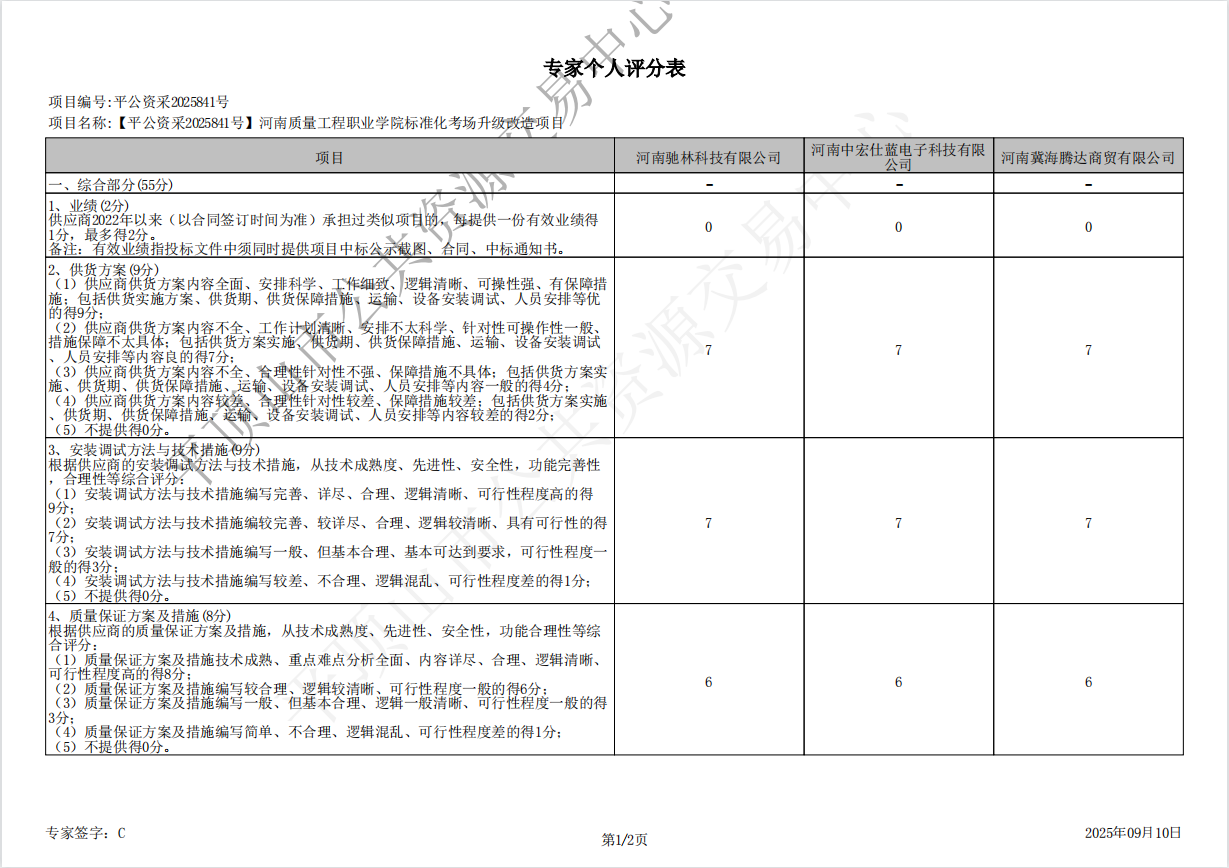 专家个人评分表
项目编号:平公资采2025841号
项目名称:【平公资采2025841号】河南质量工程职业学院标准化考场升级改造项目
项目
河南驰林科技有限公司
河南中宏仕蓝电子科技有限
公司
河南冀海腾达商贸有限公司
一、综合部分(55分)
-
-
-
1、业绩(2分)
供应商2022年以来（以合同签订时间为准）承担过类似项目的，每提供一份有效业绩得
1分，最多得2分。
备注：有效业绩指投标文件中须同时提供项目中标公示截图、合同、中标通知书。
0
0
0
2、供货方案(9分)
（1）供应商供货方案内容全面、安排科学、工作细致、逻辑清晰、可操性强、有保障措
施；包括供货实施方案、供货期、供货保障措施、运输、设备安装调试、人员安排等优
的得9分；
（2）供应商供货方案内容不全、工作计划清晰、安排不太科学、针对性可操作性一般、
措施保障不太具体；包括供货方案实施、供货期、供货保障措施、运输、设备安装调试
、人员安排等内容良的得7分；
（3）供应商供货方案内容不全、合理性针对性不强、保障措施不具体；包括供货方案实
施、供货期、供货保障措施、运输、设备安装调试、人员安排等内容一般的得4分；
（4）供应商供货方案内容较差、合理性针对性较差、保障措施较差；包括供货方案实施
、供货期、供货保障措施，运输、设备安装调试、人员安排等内容较差的得2分；
（5）不提供得0分。
7
7
7
3、安装调试方法与技术措施(9分)
根据供应商的安装调试方法与技术措施，从技术成熟度、先进性、安全性，功能完善性
，合理性等综合评分：
（1）安装调试方法与技术措施编写完善、详尽、合理、逻辑清晰、可行性程度高的得
9分；
（2）安装调试方法与技术措施编较完善、较详尽、合理、逻辑较清晰、具有可行性的得
7分；
（3）安装调试方法与技术措施编写一般、但基本合理、基本可达到要求，可行性程度一
般的得3分；
（4）安装调试方法与技术措施编写较差、不合理、逻辑混乱、可行性程度差的得1分；
（5）不提供得0分。
7
7
7
4、质量保证方案及措施(8分)
根据供应商的质量保证方案及措施，从技术成熟度、先进性、安全性，功能合理性等综
合评分：
（1）质量保证方案及措施技术成熟、重点难点分析全面、内容详尽、合理、逻辑清晰、
可行性程度高的得8分；
（2）质量保证方案及措施编写较合理、逻辑较清晰、可行性程度一般的得6分；
（3）质量保证方案及措施编写一般、但基本合理、逻辑一般清晰、可行性程度一般的得
3分；
（4）质量保证方案及措施编写简单、不合理、逻辑混乱、可行性程度差的得1分；
（5）不提供得0分。
6
6
6
专家签字：C
第1/2页
2025年09月10日
平顶山市公共资源交易中心
平顶山市公共资源交易中心